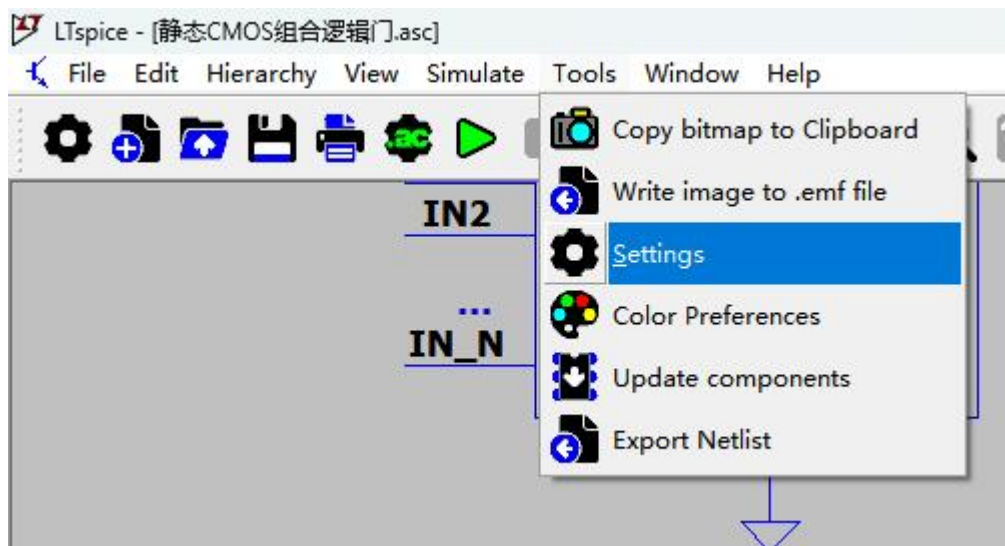 LTspice - [静态CMOS组合逻辑门.asc]
File Edit Hierarchy View Simulate Tools Window Help
.ac
Copy bitmap to Clipboard
Write image to .emf file
Settings
Color Preferences
Update components
Export Netlist
IN2
...
IN_N